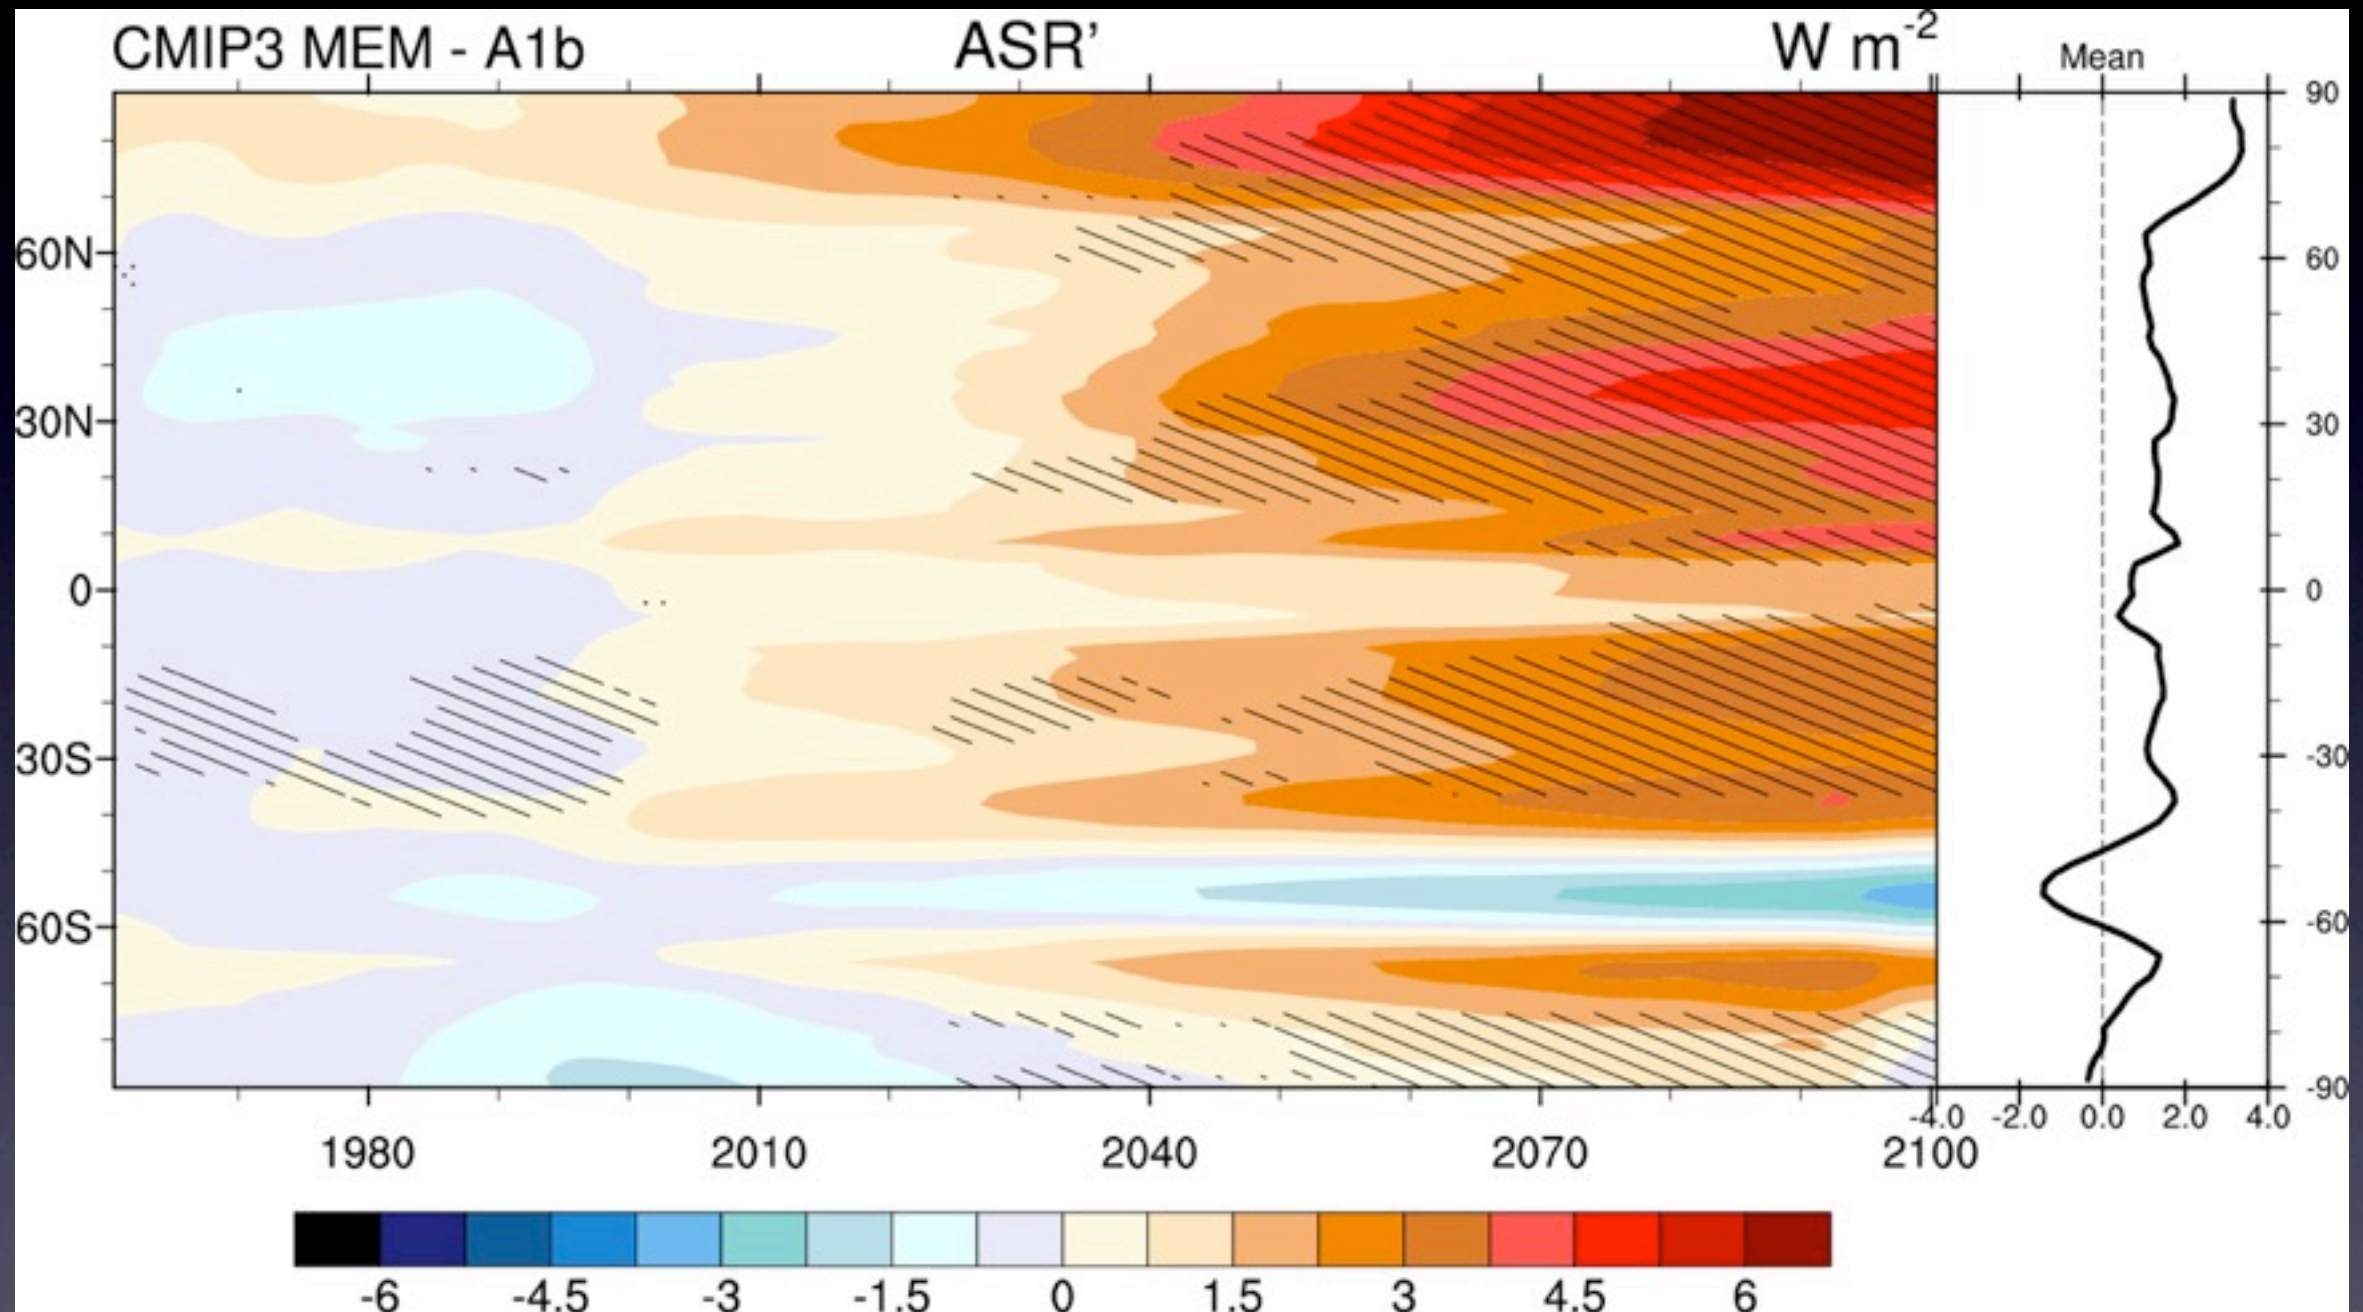 CMIP3 MEM - A1b ASR’ W m-2 Mean
90
60N 60
30N 30
0 0
30S -30
60S -60
-90
-4.0 -2.0 0.0 2.0 4.0
1980 2010 2040 2070 2100
-6 -4.5 -3 -1.5 0 1.5 3 4.5 6